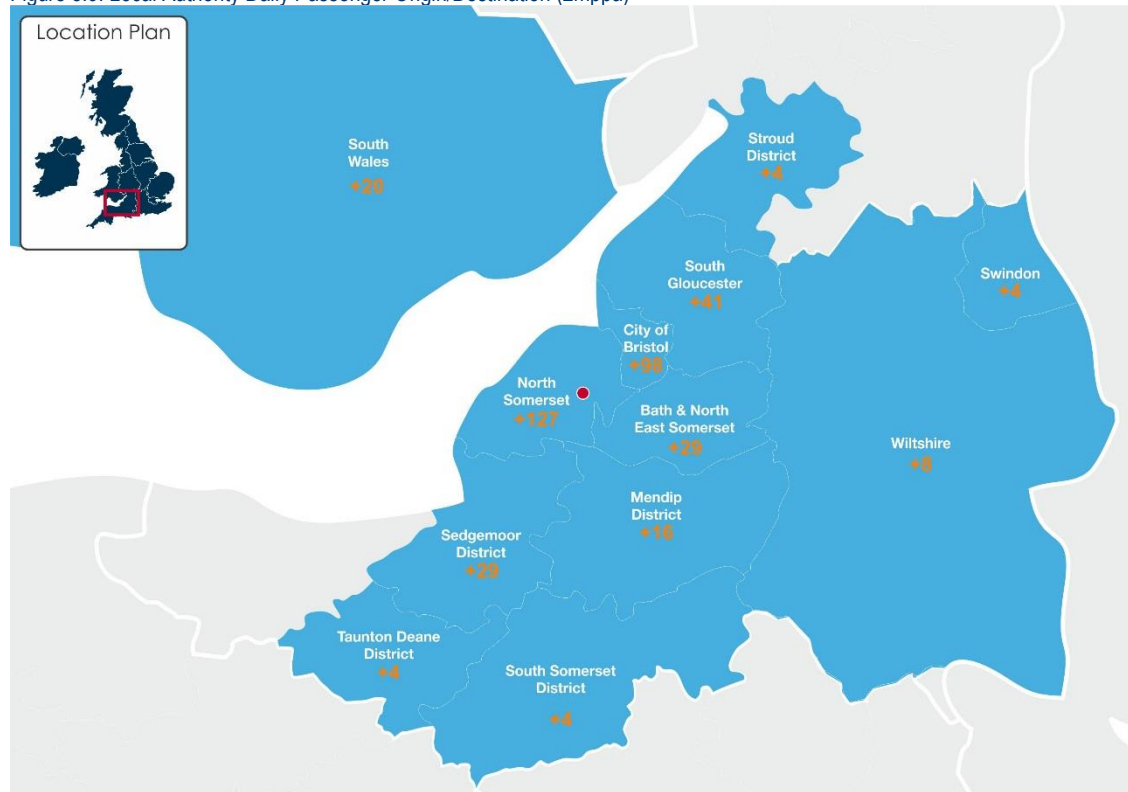 Location Plan
South
Wales
+20
Stroud
District
+4
South
Gloucester
+41
Swindon
+4
City of
Bristol
+98
North
Somerset
+127
Bath & North
East Somerset
+29
Wiltshire
+8
Mendip
District
+16
Sedgemoor
District
+29
Taunton Deane
District
+4
South Somerset
District
+4